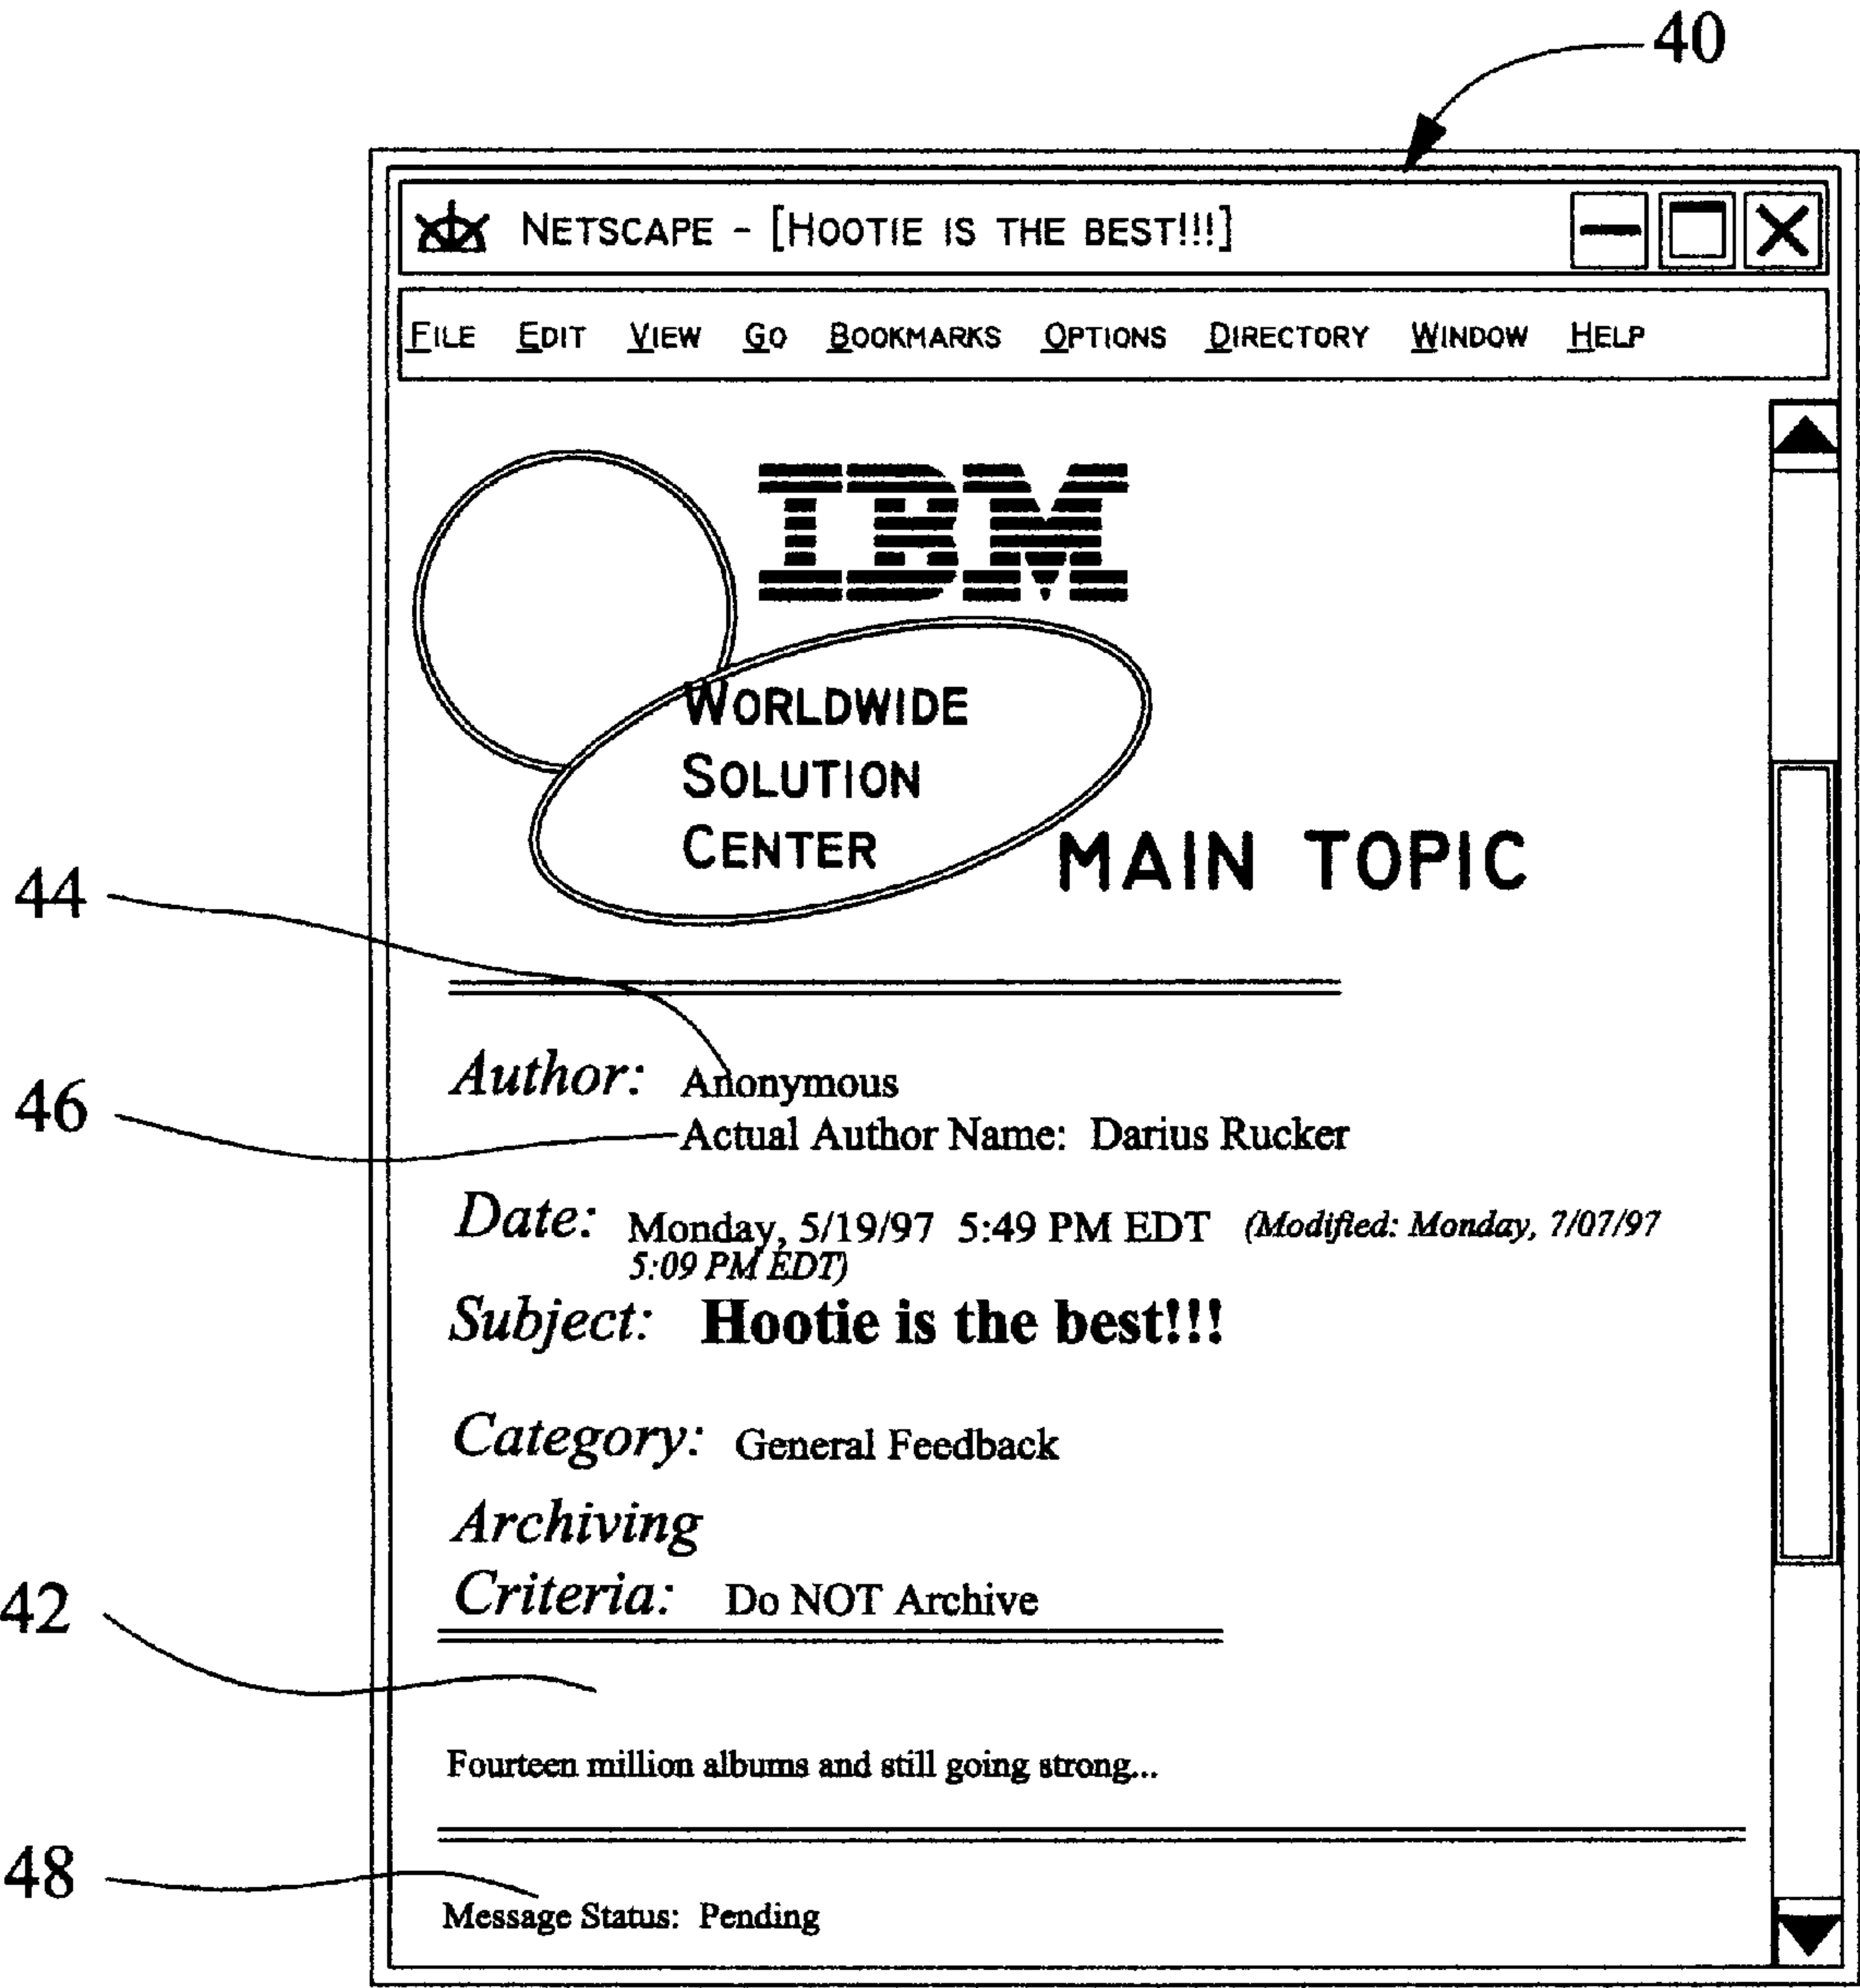 40
NETSCAPE - [HOOTIE IS THE BEST!!!]
FILE EDIT VIEW GO BOOKMARKS OPTIONS DIRECTORY WINDOW HELP
IBM
WORLDWIDE
SOLUTION
CENTER
MAIN TOPIC
44
Author: Anonymous
46
Actual Author Name: Darius Rucker
Date: Monday, 5/19/97 5:49 PM EDT (Modified: Monday, 7/07/97
5:09 PM EDT)
Subject: Hootie is the best!!!
Category: General Feedback
Archiving
Criteria: Do NOT Archive
42
Fourteen million albums and still going strong...
48
Message Status: Pending